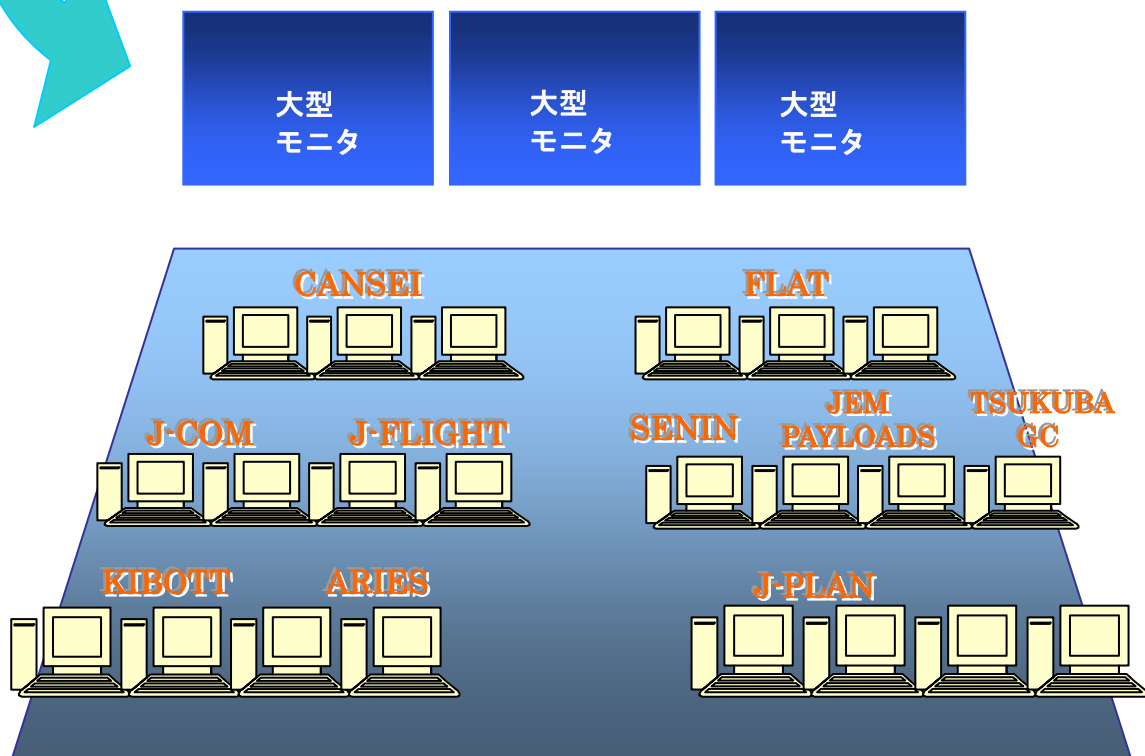 大型
モニタ
大型
モニタ
大型
モニタ
CANSEI
FLAT
J-COM
J-FLIGHT
SENIN
JEM
PAYLOADS
TSUKUBA
GC
KIBOTT
ARIES
J-PLAN